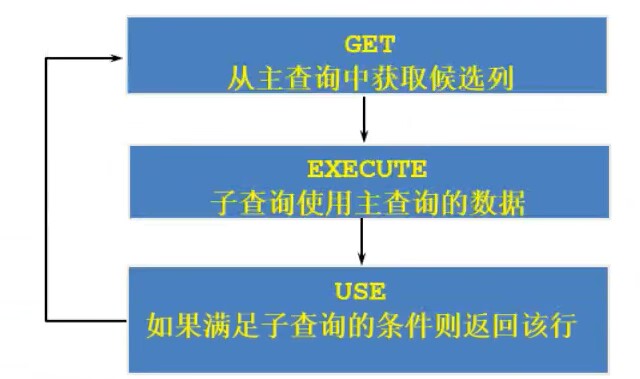 GET
从主查询中获取候选列
EXECUTE
子查询使用主查询的数据
USE
如果满足子查询的条件则返回该行